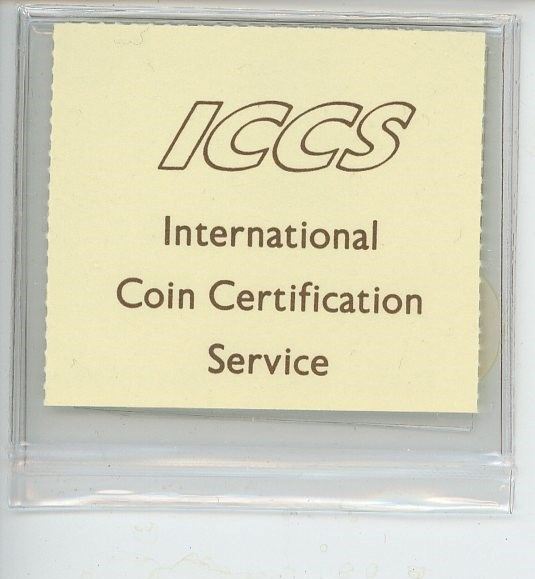 ICCS
International
Coin Certification
Service